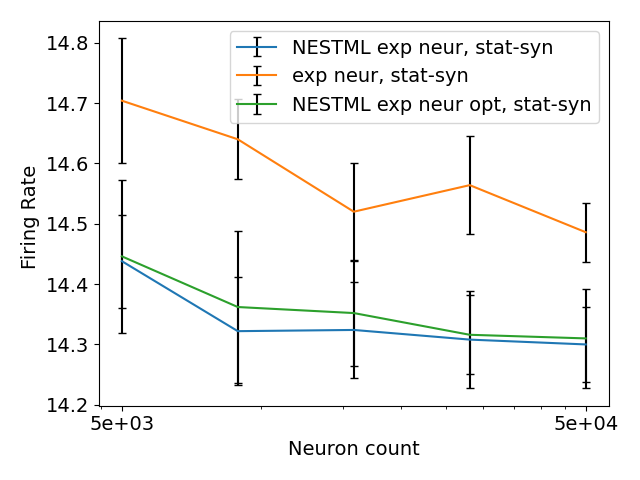 14.8
14.7
14.6
14.5
14.4
14.3
14.2
Firing Rate
NESTML exp neur, stat-syn
exp neur, stat-syn
NESTML exp neur opt, stat-syn
5e+03
5e+04
Neuron count